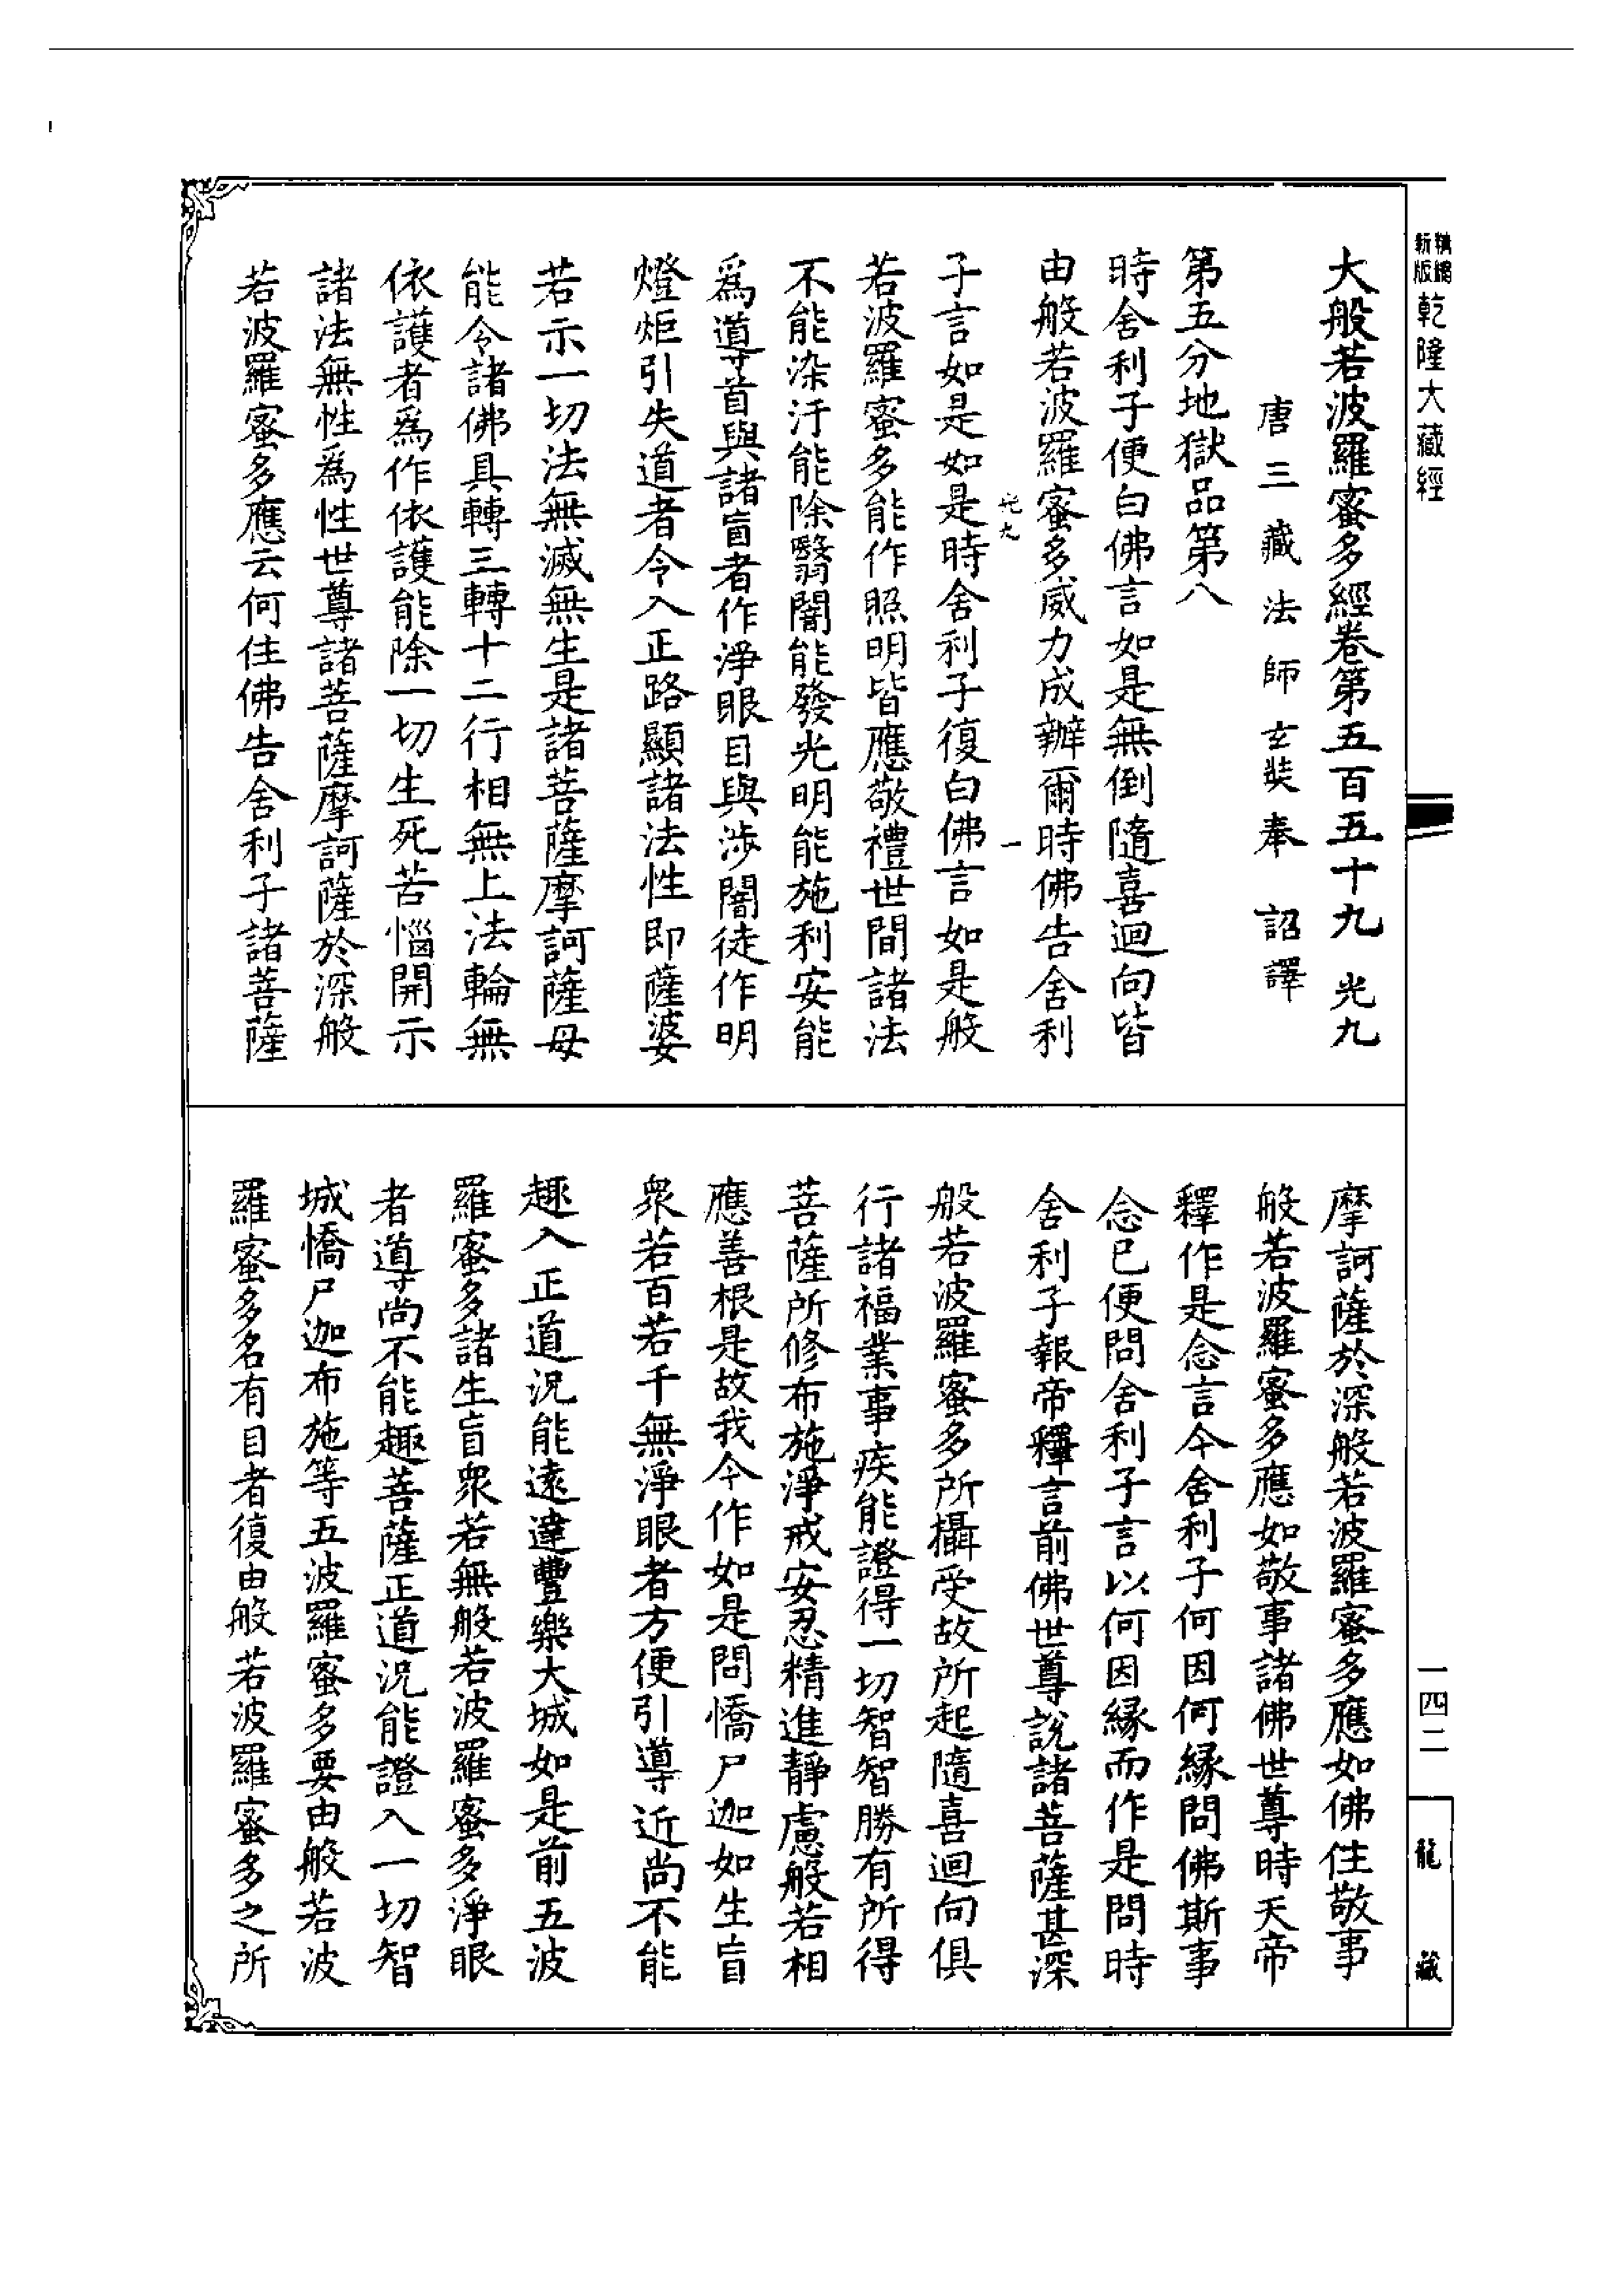 新編
縮版
乾隆大藏經
大般若波羅蜜多經卷第五百五十九　光九
唐三藏法師玄奘奉　詔譯
第五分地獄品第八
時舍利子便白佛言如是無倒隨喜迴向皆
由般若波羅蜜多威力成辦爾時佛告舍利
光九　一
子言如是如是時舍利子復白佛言如是般
若波羅蜜多能作照明皆應敬禮世間諸法
不能染汙能除翳闇能發光明能施利安能
爲導首與諸盲者作淨眼目與涉闇徒作明
燈炬引失道者令入正路顯諸法性即薩婆
若示一切法無滅無生是諸菩薩摩訶薩母
能令諸佛具轉三轉十二行相無上法輪無
依護者爲作依護能除一切生死苦惱開示
諸法無性爲性世尊諸菩薩摩訶薩於深般
若波羅蜜多應云何住佛告舍利子諸菩薩
摩訶薩於深般若波羅蜜多應如佛住敬事
般若波羅蜜多應如敬事諸佛世尊時天帝
釋作是念言今舍利子何因何緣問佛斯事
念已便問舍利子言以何因緣而作是問時
舍利子報帝釋言前佛世尊說諸菩薩甚深
般若波羅蜜多所攝受故所起隨喜迴向俱
行諸福業事疾能證得一切智智勝有所得
菩薩所修布施淨戒安忍精進靜慮般若相
應善根是故我今作如是問憍尸迦如生盲
衆若百若千無淨眼者方便引導近尚不能
趣入正道況能遠達豐樂大城如是前五波
羅蜜多諸生盲衆若無般若波羅蜜多淨眼
者導尚不能趣菩薩正道況能證入一切智
城憍尸迦布施等五波羅蜜多要由般若波
羅蜜多名有目者復由般若波羅蜜多之所
一四二
龍藏